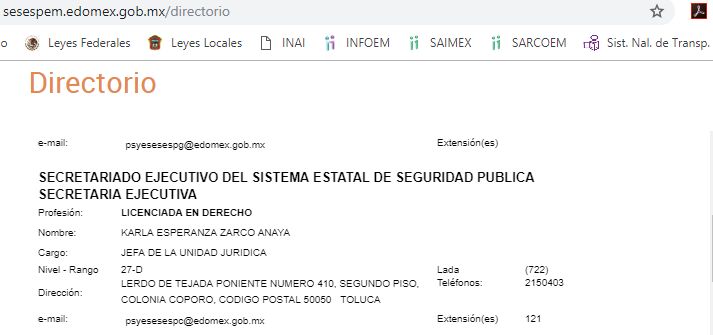 sesespem.edomex.gob.mx/directorio
o Leyes Federales Leyes Locales INAI INFOEM SAIMEX SARCOEM Sist. Nal. de Transp.
Directorio
e-mail: psyesesespg@edomex.gob.mx Extensión(es)
SECRETARIADO EJECUTIVO DEL SISTEMA ESTATAL DE SEGURIDAD PUBLICA
SECRETARIA EJECUTIVA
Profesión: LICENCIADA EN DERECHO
Nombre: KARLA ESPERANZA ZARCO ANAYA
Cargo: JEFA DE LA UNIDAD JURIDICA
Nivel - Rango 27-D Lada (722)
Dirección: LERDO DE TEJADA PONIENTE NUMERO 410, SEGUNDO PISO, Teléfonos: 2150403
COLONIA COPORO, CODIGO POSTAL 50050 TOLUCA
e-mail: psyesesespc@edomex.gob.mx Extensión(es) 121